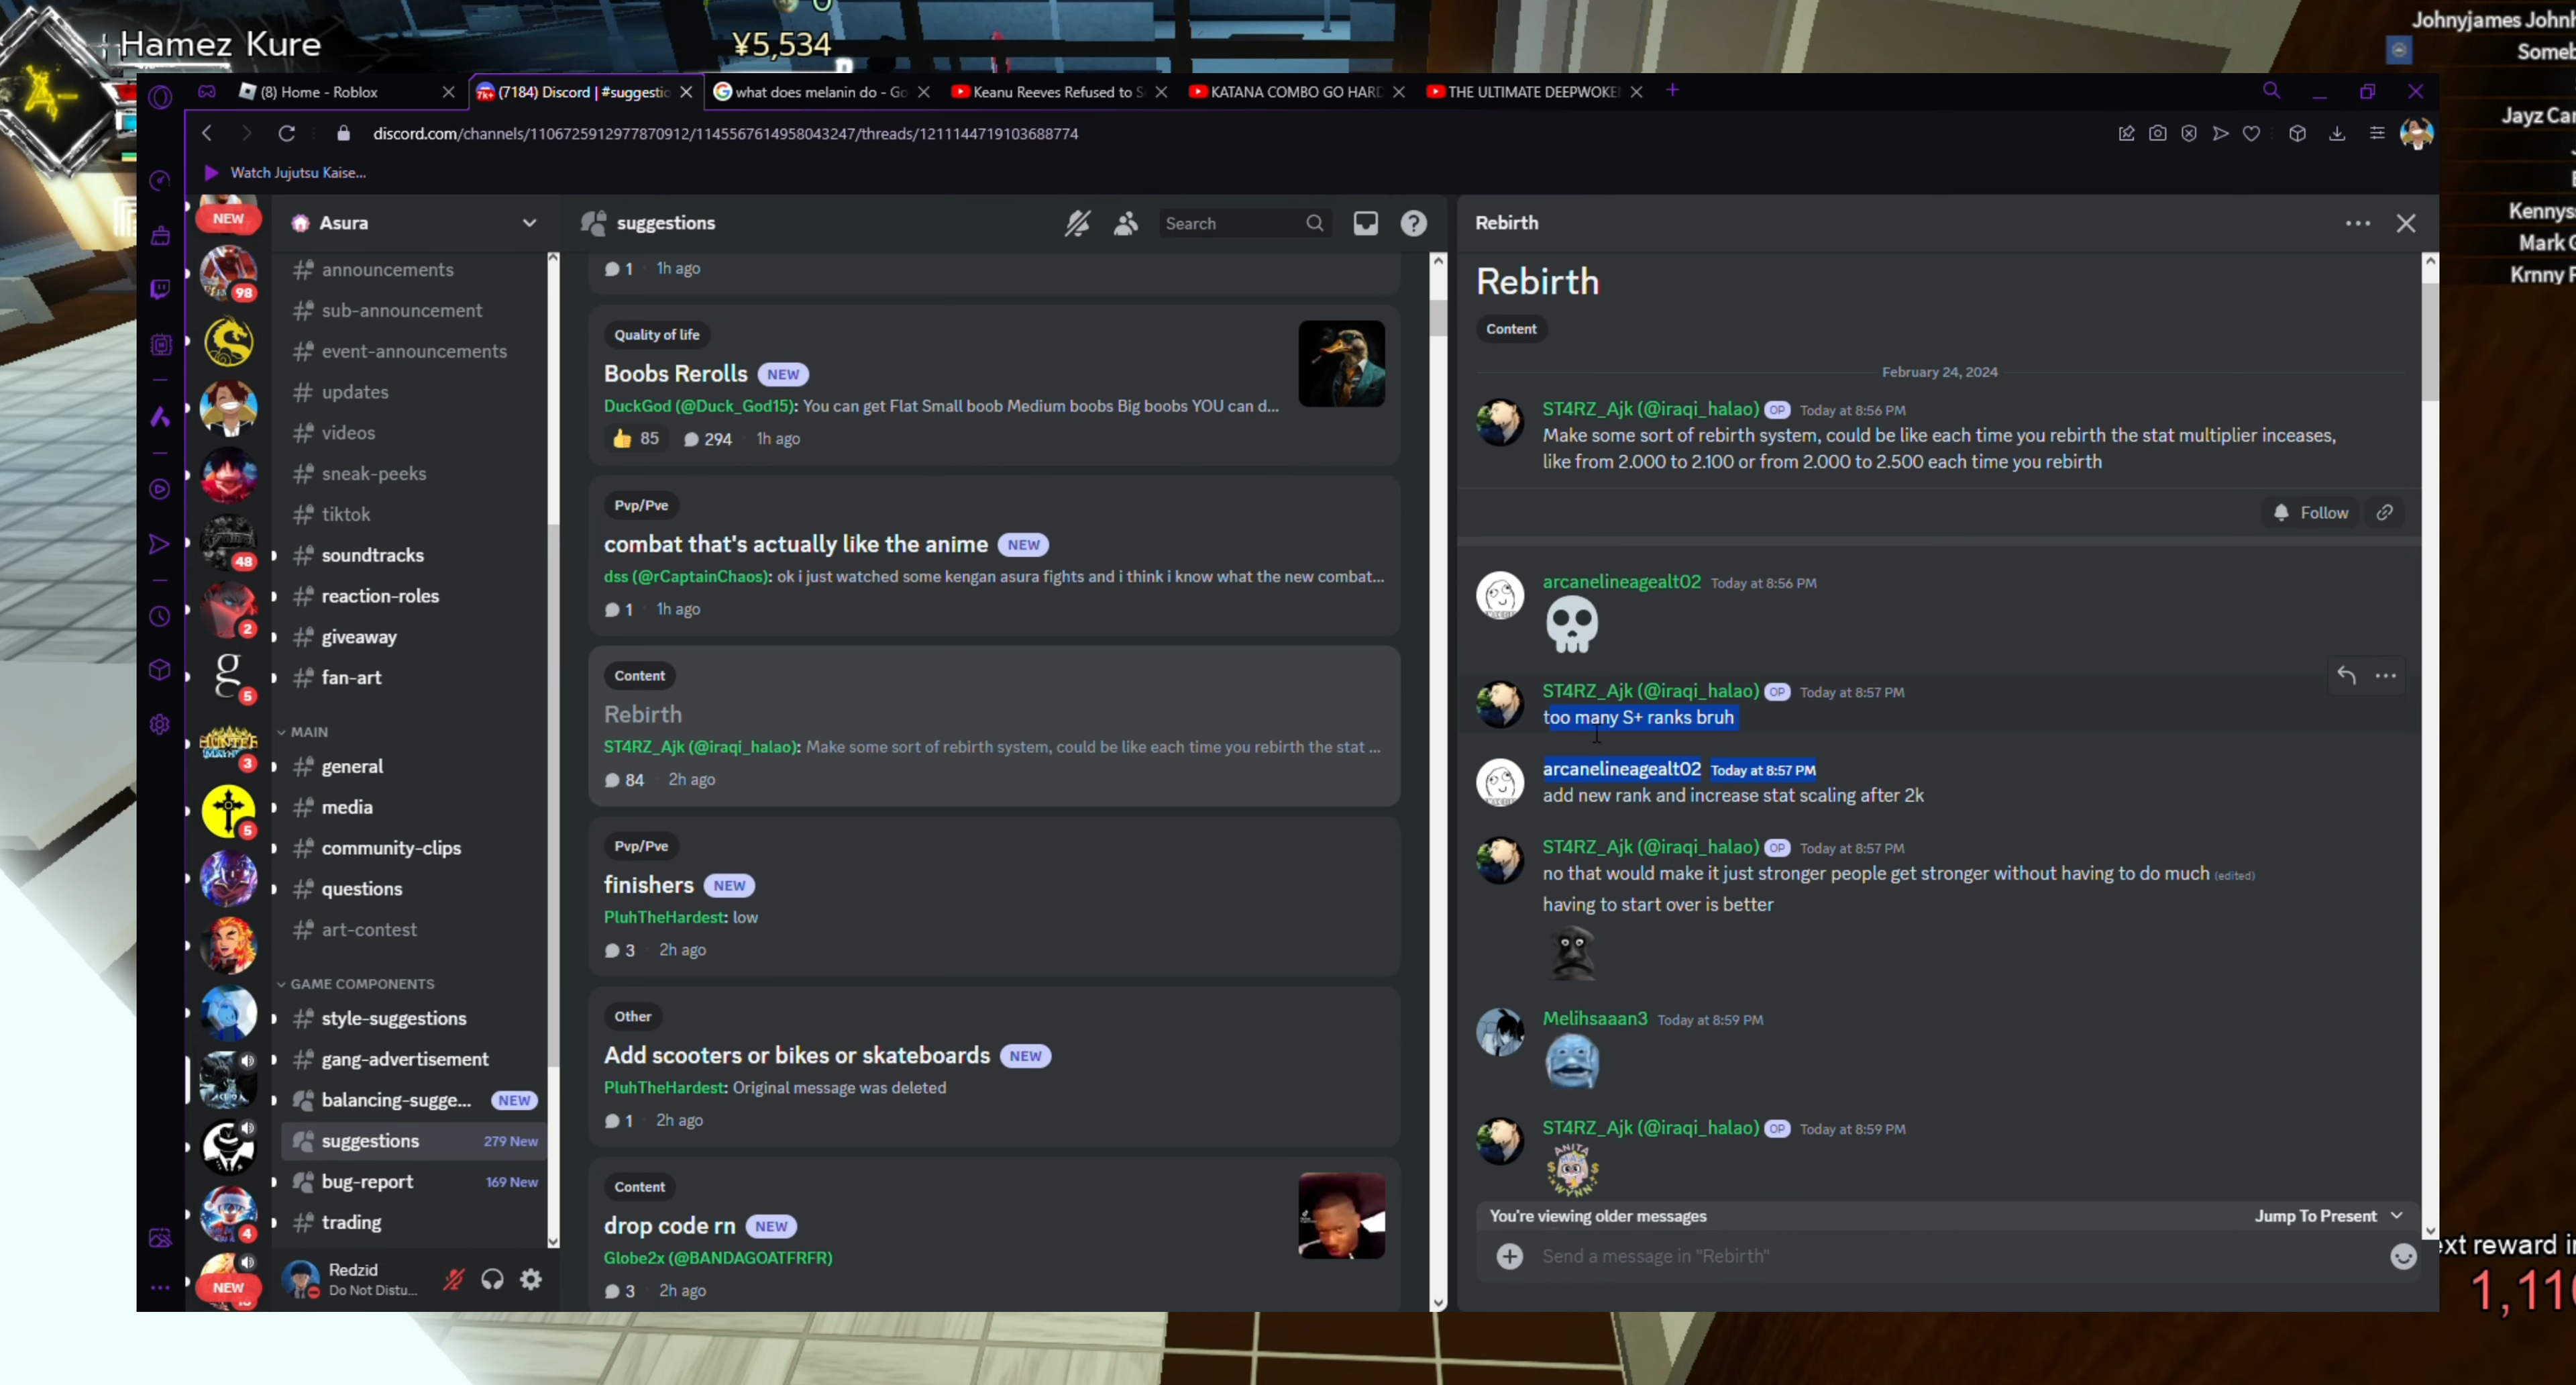 Hamez Kure
¥5,534
0
Johnyjames
Kennys
Mark
Krnny
(8) Home - Roblox
(7184) Discord | #suggestio
what does melanin do - Go
Keanu Reeves Refused to S
KATANA COMBO GO HARD
THE ULTIMATE DEEPWOKE
discord.com/channels/1106725912977870912/1145567614958043247/threads/1211144719103688774
Watch Jujutsu Kaise...
NEW
98
48
2
g
5
HUNTER
3
5
4
NEW
Asura
announcements
sub-announcement
event-announcements
updates
videos
sneak-peeks
tiktok
soundtracks
reaction-roles
giveaway
fan-art
MAIN
general
media
community-clips
questions
art-contest
GAME COMPONENTS
style-suggestions
gang-advertisement
balancing-sugge... NEW
suggestions 279 New
bug-report 169 New
trading
Redzid
Do Not Distu...
suggestions
Search
1 1h ago
Quality of life
Boobs Rerolls NEW
DuckGod (@Duck_God15): You can get Flat Small boob Medium boobs Big boobs YOU can d...
85 294 · 1h ago
Pvp/Pve
combat that's actually like the anime NEW
dss (@rCaptainChaos): ok i just watched some kengan asura fights and i think i know what the new combat...
1 · 1h ago
Content
Rebirth
ST4RZ_Ajk (@iraqi_halao): Make some sort of rebirth system, could be like each time you rebirth the stat ...
84 · 2h ago
Pvp/Pve
finishers NEW
PluhTheHardest: low
3 · 2h ago
Other
Add scooters or bikes or skateboards NEW
PluhTheHardest: Original message was deleted
1 · 2h ago
Content
drop code rn NEW
Globe2x (@BANDAGOATFRFR)
3 · 2h ago
Rebirth
Rebirth
Content
February 24, 2024
ST4RZ_Ajk (@iraqi_halao) OP Today at 8:56 PM
Make some sort of rebirth system, could be like each time you rebirth the stat multiplier inceases,
like from 2.000 to 2.100 or from 2.000 to 2.500 each time you rebirth
Follow
arcanelineagealt02 Today at 8:56 PM
ST4RZ_Ajk (@iraqi_halao) OP Today at 8:57 PM
too many S+ ranks bruh
arcanelineagealt02 Today at 8:57 PM
add new rank and increase stat scaling after 2k
ST4RZ_Ajk (@iraqi_halao) OP Today at 8:57 PM
no that would make it just stronger people get stronger without having to do much (edited)
having to start over is better
Melihsaaan3 Today at 8:59 PM
ST4RZ_Ajk (@iraqi_halao) OP Today at 8:59 PM
ANITA
WYNN
You're viewing older messages
Jump To Present
Send a message in "Rebirth"
ext reward in
1,110